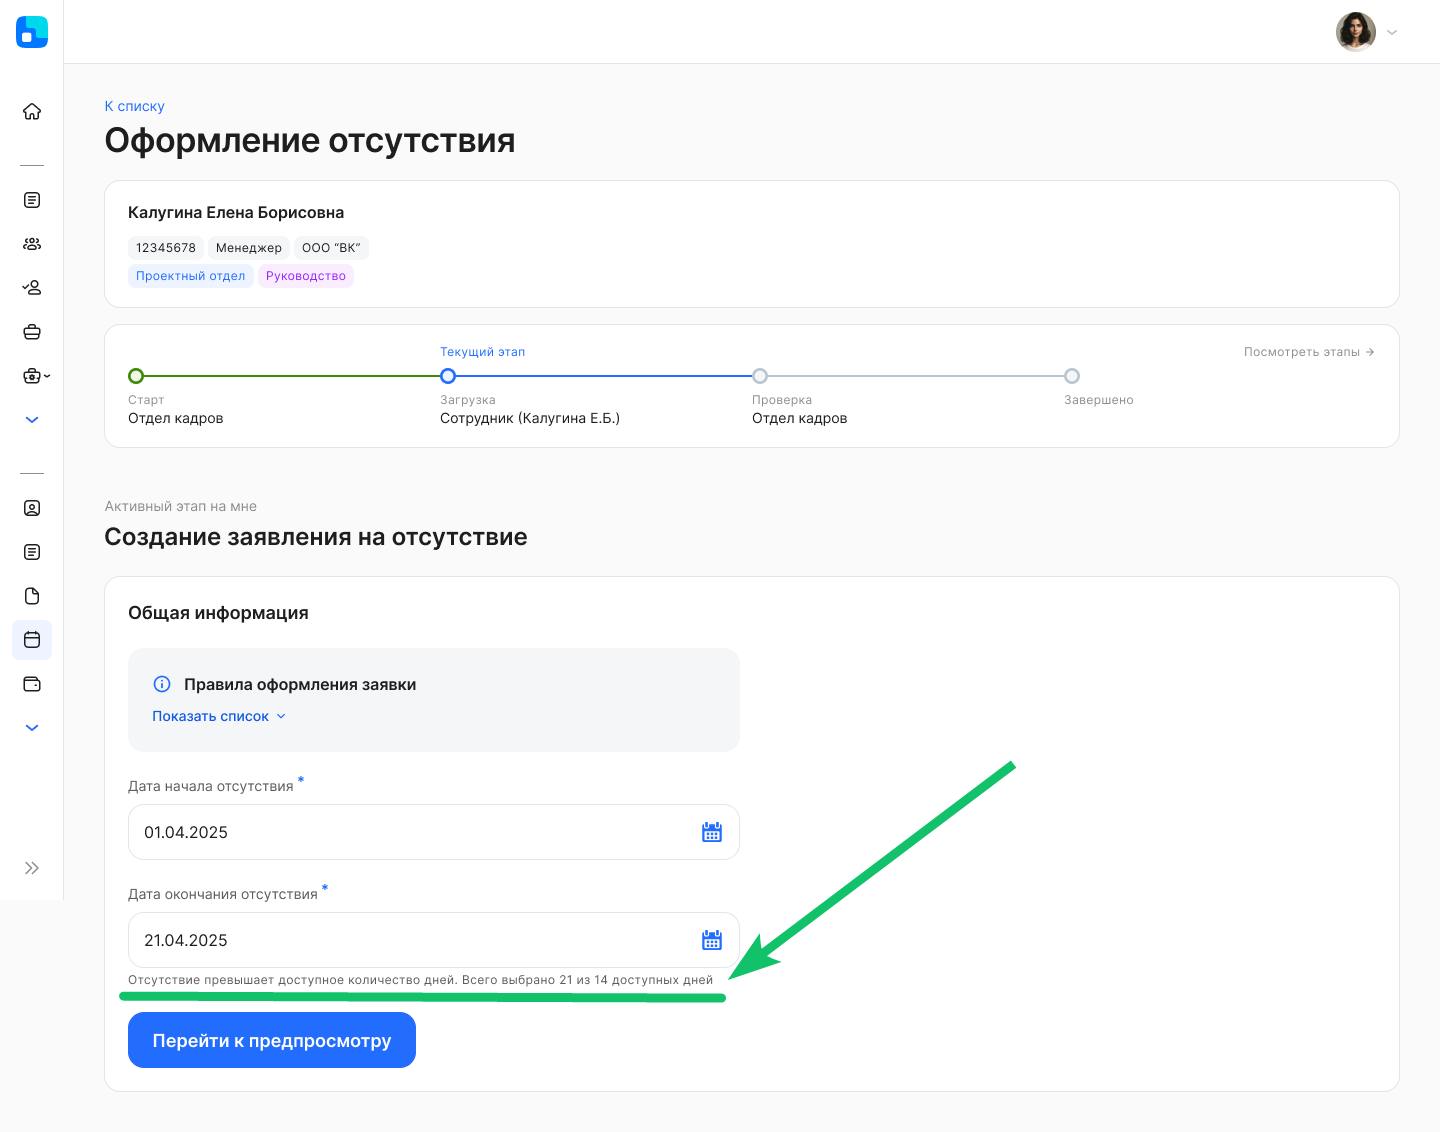 К списку
Оформление отсутствия
Калугина Елена Борисовна
12345678 Менеджер ООО “ВК”
Проектный отдел Руководство
Текущий этап Посмотреть этапы →
Старт Загрузка Проверка Завершено
Отдел кадров Сотрудник (Калугина Е.Б.) Отдел кадров
Активный этап на мне
Создание заявления на отсутствие
Общая информация
Правила оформления заявки
Показать список
Дата начала отсутствия *
01.04.2025
Дата окончания отсутствия *
21.04.2025
Отсутствие превышает доступное количество дней. Всего выбрано 21 из 14 доступных дней
Перейти к предпросмотру